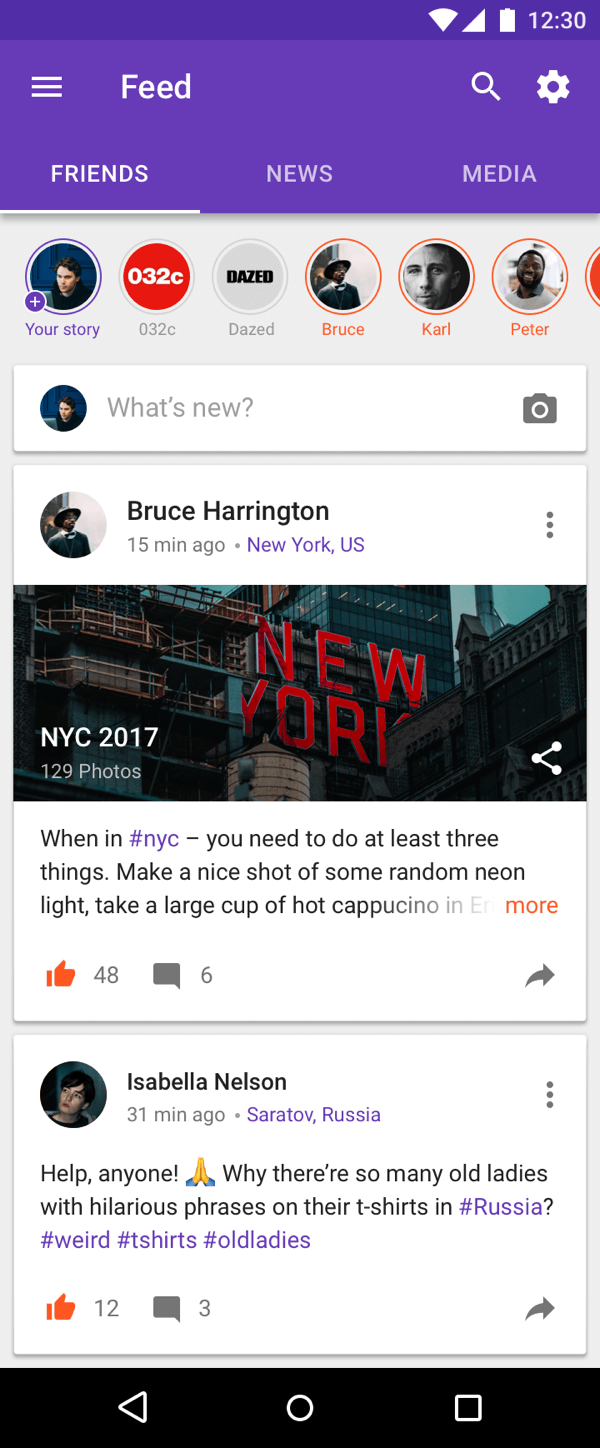 12:30
Feed
FRIENDS NEWS MEDIA
032c DAZED
Your story 032c Dazed Bruce Karl Peter
What’s new?
Bruce Harrington
15 min ago • New York, US
NEW
YORK
NYC 2017
129 Photos
When in #nyc – you need to do at least three
things. Make a nice shot of some random neon
light, take a large cup of hot cappucino in more
48 6
Isabella Nelson
31 min ago • Saratov, Russia
Help, anyone! 🙏 Why there’re so many old ladies
with hilarious phrases on their t-shirts in #Russia?
#weird #tshirts #oldladies
12 3